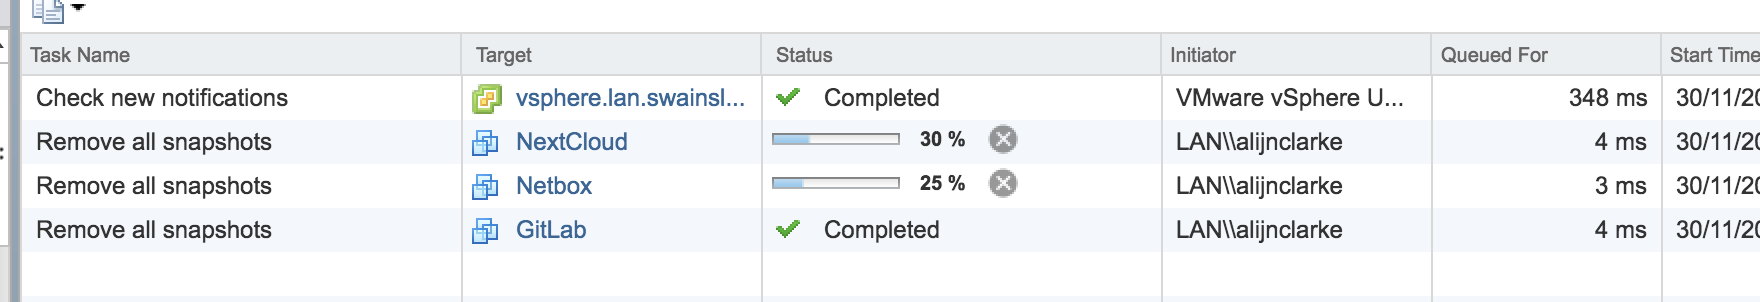 Task Name Target Status Initiator Queued For Start Time
Check new notifications vsphere.lan.swainsl... Completed VMware vSphere U... 348 ms 30/11/20
Remove all snapshots NextCloud 30 % LAN\\alijnclarke 4 ms 30/11/20
Remove all snapshots Netbox 25 % LAN\\alijnclarke 3 ms 30/11/20
Remove all snapshots GitLab Completed LAN\\alijnclarke 4 ms 30/11/20